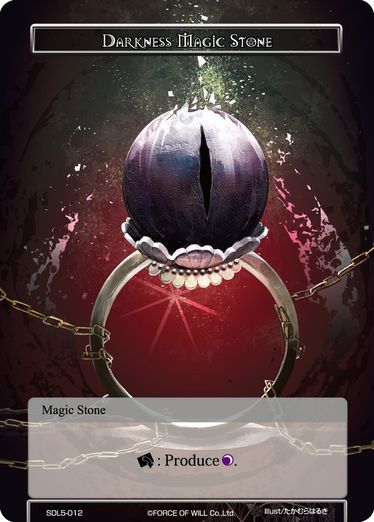 Darkness Magic Stone
Magic Stone
: Produce .
SDL5-012 ©FORCE OF WILL Co.,Ltd. Illust/たかむらはるき